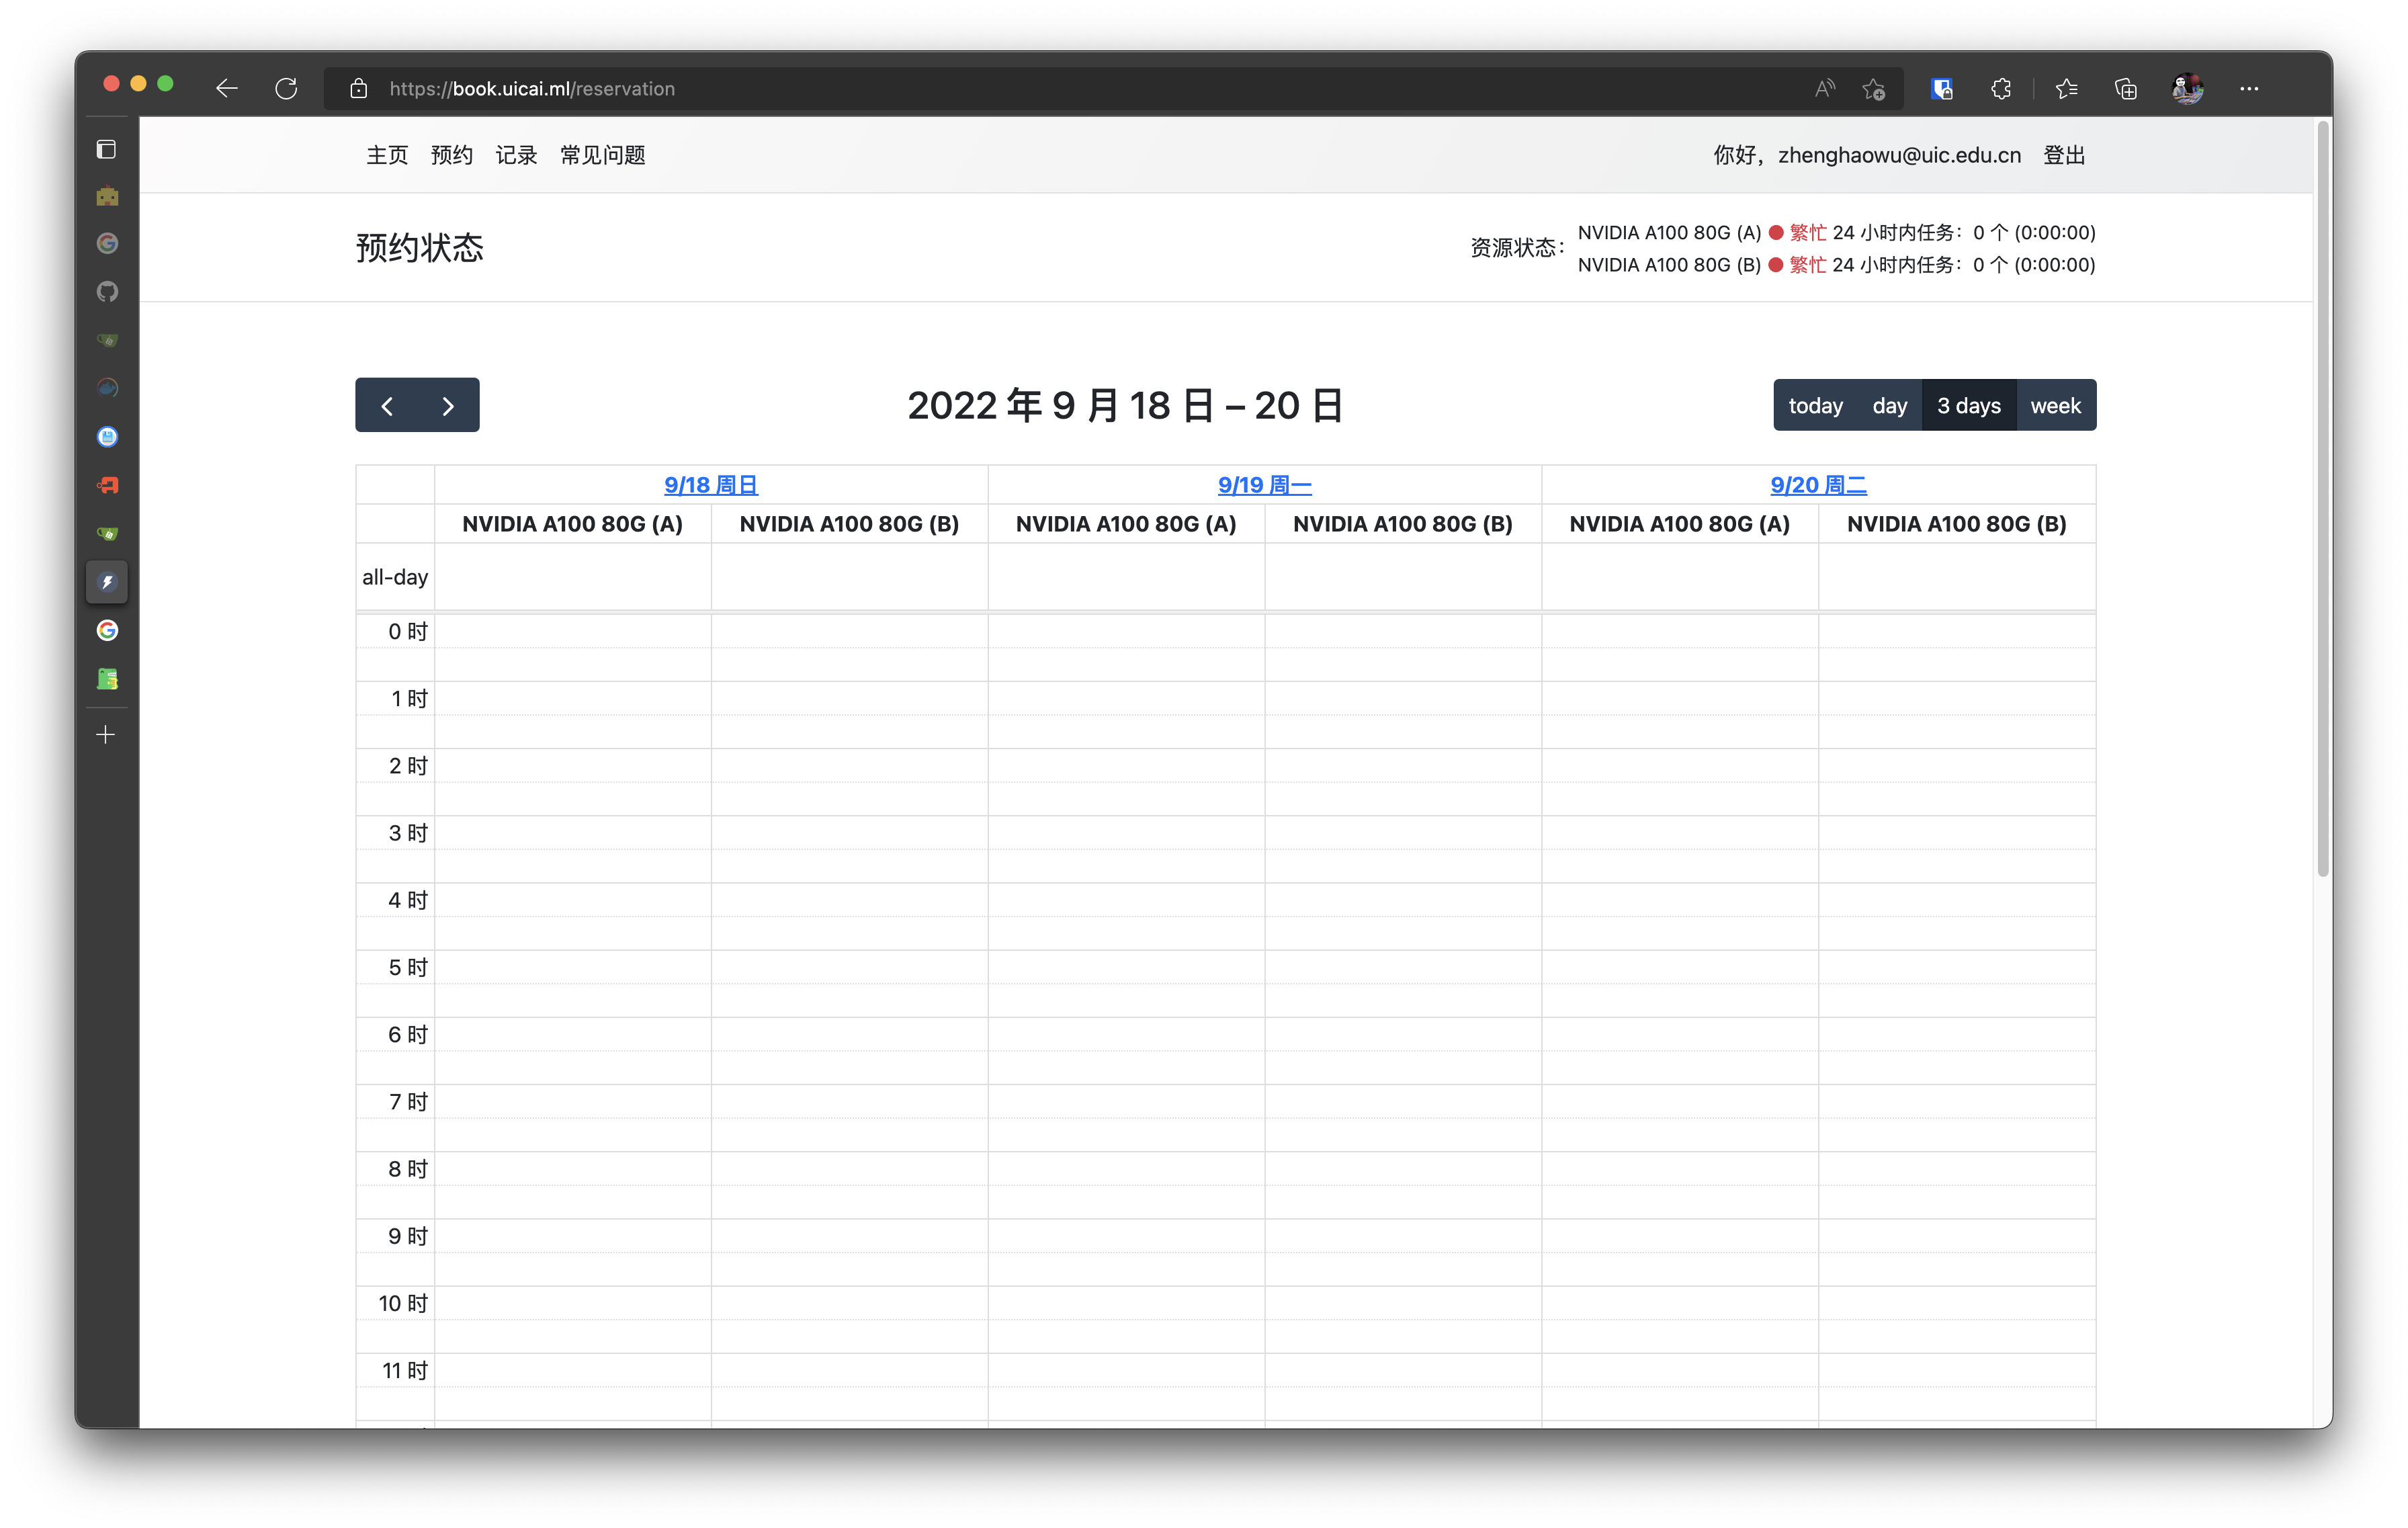 https://book.uicai.ml/reservation
主页 预约 记录 常见问题 你好，zhenghaowu@uic.edu.cn 登出
预约状态
资源状态：
NVIDIA A100 80G (A) 繁忙 24 小时内任务：0 个 (0:00:00)
NVIDIA A100 80G (B) 繁忙 24 小时内任务：0 个 (0:00:00)
2022 年 9 月 18 日 – 20 日
today day 3 days week
9/18 周日 9/19 周一 9/20 周二
NVIDIA A100 80G (A) NVIDIA A100 80G (B) NVIDIA A100 80G (A) NVIDIA A100 80G (B) NVIDIA A100 80G (A) NVIDIA A100 80G (B)
all-day
0 时
1 时
2 时
3 时
4 时
5 时
6 时
7 时
8 时
9 时
10 时
11 时